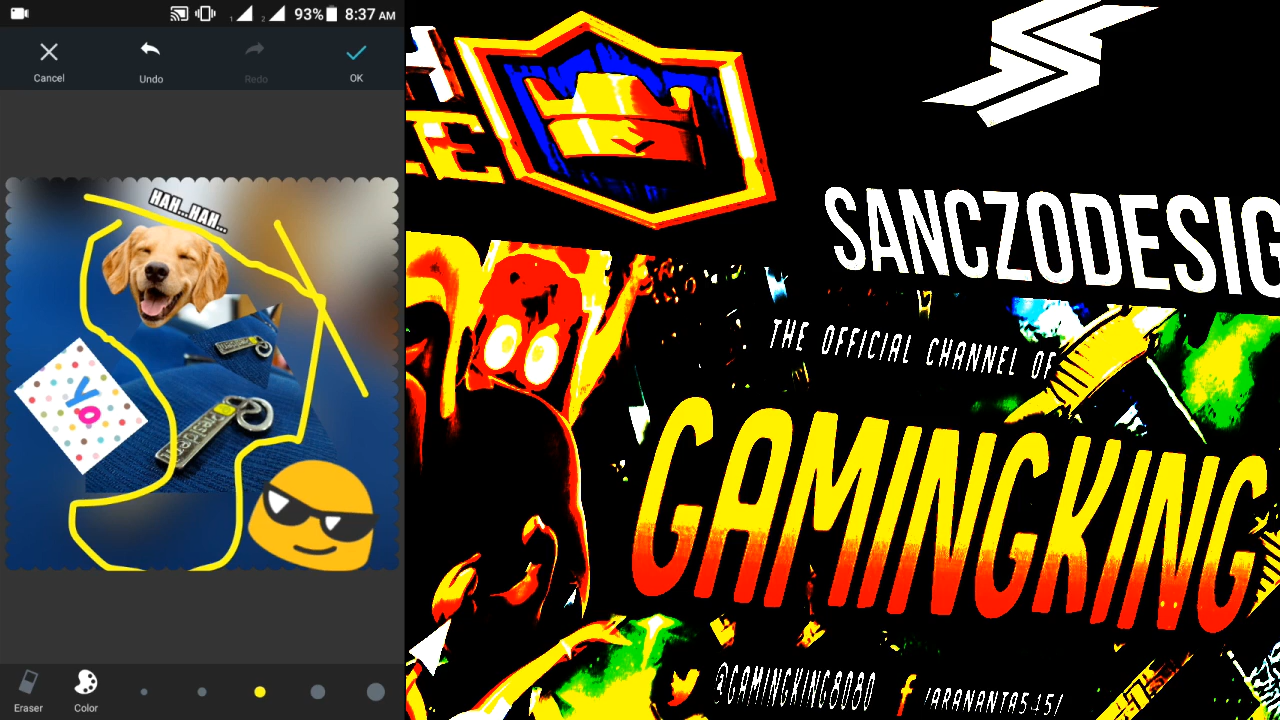 93% 8:37 AM
Cancel
Undo
Redo
OK
HAH...HAH...
Yo
Eraser
Color
SANCZODESIG
THE OFFICIAL CHANNEL OF
GAMINGKING
@GAMINGKING8080
/ARANANTA5151